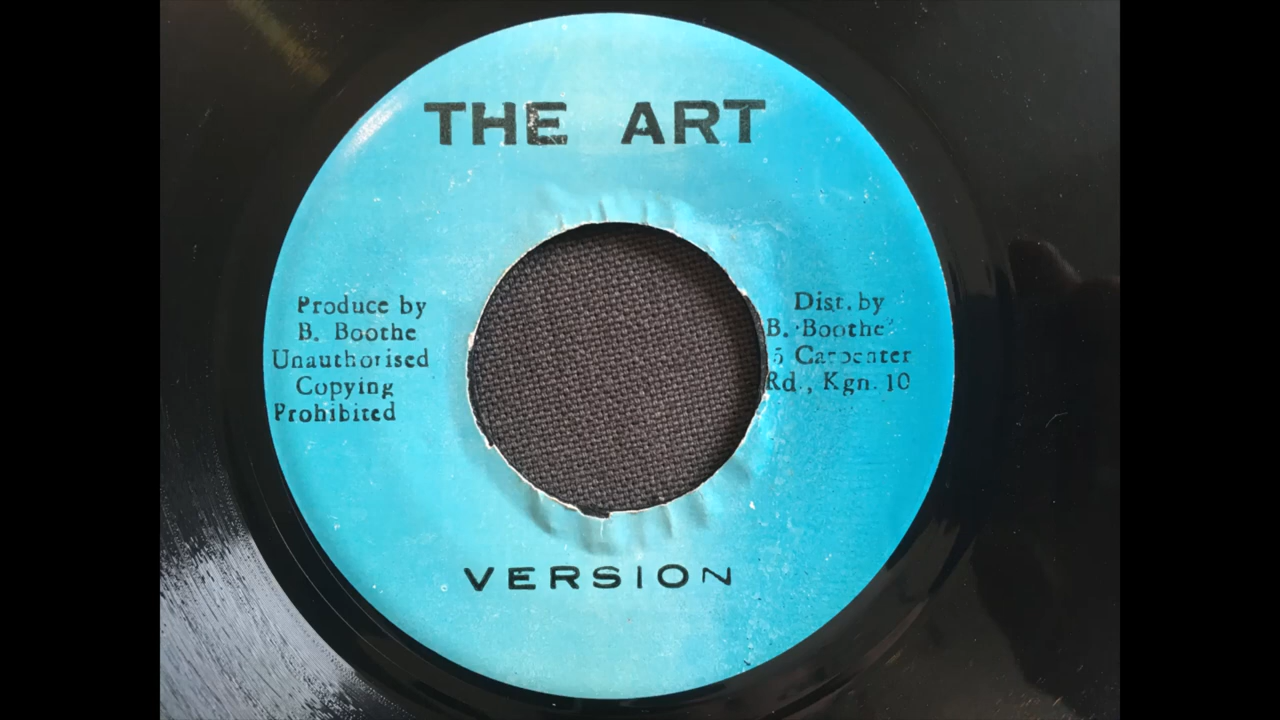 THE ART
Produce by
B. Boothe
Unauthorised
Copying
Prohibited
Dist. by
B. Boothe
5 Carpenter
Rd., Kgn. 10
VERSION